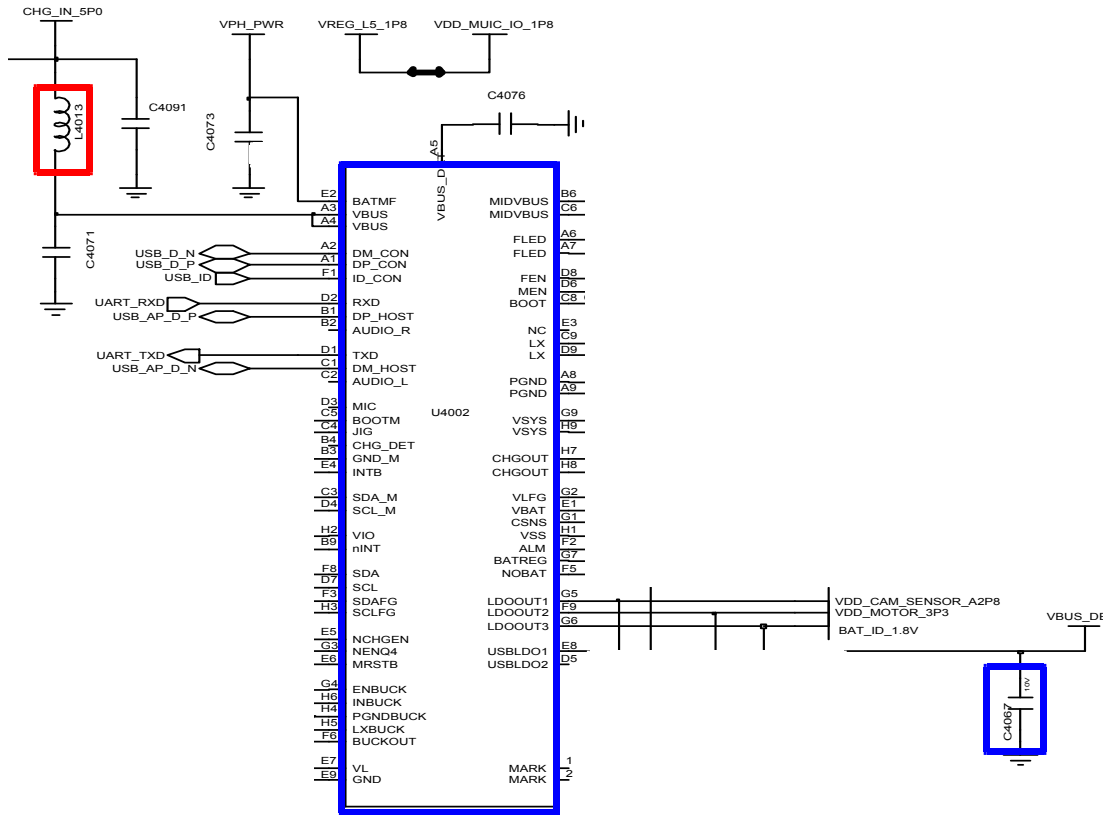 CHG_IN_5P0
VPH_PWR
VREG_L5_1P8
VDD_MUIC_IO_1P8
L4013
C4091
C4073
C4076
A5
C4071
E2 BATMF
A3 VBUS
A4 VBUS
USB_D_N A2 DM_CON
USB_D_P A1 DP_CON
USB_ID F1 ID_CON
UART_RXD D2 RXD
USB_AP_D_P B1 DP_HOST
B2 AUDIO_R
UART_TXD D1 TXD
USB_AP_D_N C1 DM_HOST
C2 AUDIO_L
D3 MIC
C5 BOOTM
C4 JIG
B4 CHG_DET
B3 GND_M
E4 INTB
C3 SDA_M
D4 SCL_M
H2 VIO
B9 nINT
F8 SDA
D7 SCL
F3 SDAFG
H3 SCLFG
E5 NCHGEN
G3 NENQ4
E6 MRSTB
G4 ENBUCK
H6 INBUCK
H4 PGNDBUCK
H5 LXBUCK
F6 BUCKOUT
E7 VL
E9 GND
U4002
MIDVBUS B6
MIDVBUS C6
FLED A6
FLED A7
FEN D8
MEN D6
BOOT C8
NC E3
LX C9
LX D9
PGND A8
PGND A9
VSYS G9
VSYS H9
CHGOUT H7
CHGOUT H8
VLFG G2
VBAT E1
CSNS G1
VSS H1
ALM F2
BATREG G7
NOBAT F5
LDOOUT1 G5 VDD_CAM_SENSOR_A2P8
LDOOUT2 F9 VDD_MOTOR_3P3
LDOOUT3 G6 BAT_ID_1.8V
USBLDO1 E8
USBLDO2 D5
MARK 1
MARK 2
10V
C4067